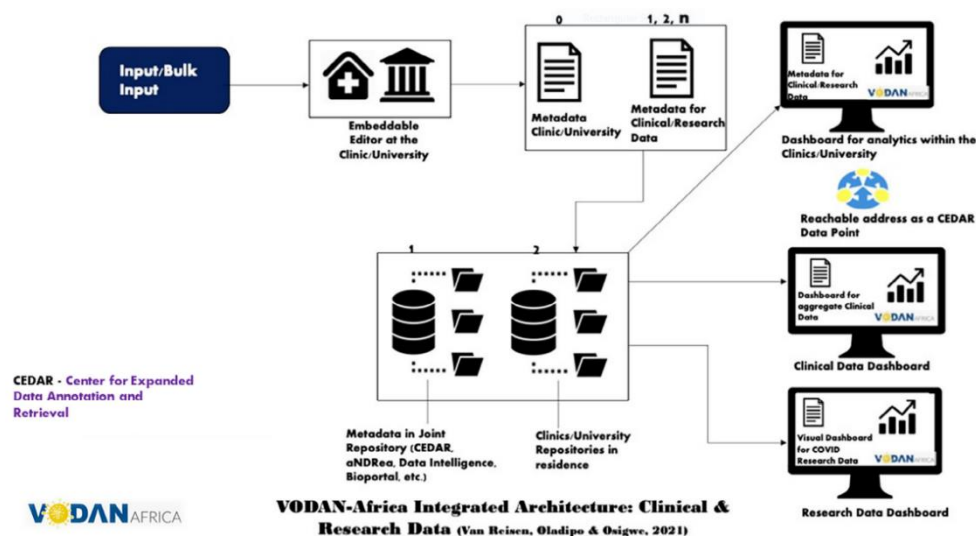 0
1, 2, n
Input/Bulk
Input
Embeddable
Editor at the
Clinic/University
Metadata
Clinic/University
Metadata for
Clinical/Research
Data
Metadata for
Clinical/Research
Data
VODANAFRICA
Dashboard for analytics within the
Clinics/University
Reachable address as a CEDAR
Data Point
1
2
Dashboard for
aggregate Clinical
Data
VODANAFRICA
Clinical Data Dashboard
CEDAR - Center for Expanded
Data Annotation and
Retrieval
Metadata in Joint
Repository (CEDAR,
aNDRea, Data Intelligence,
Bioportal, etc.)
Clinics/University
Repositories in
residence
Visual Dashboard
for COVID
Research Data
VODANAFRICA
Research Data Dashboard
VODANAFRICA
VODAN-Africa Integrated Architecture: Clinical &
Research Data (Van Reisen, Oladipo & Osigwe, 2021)